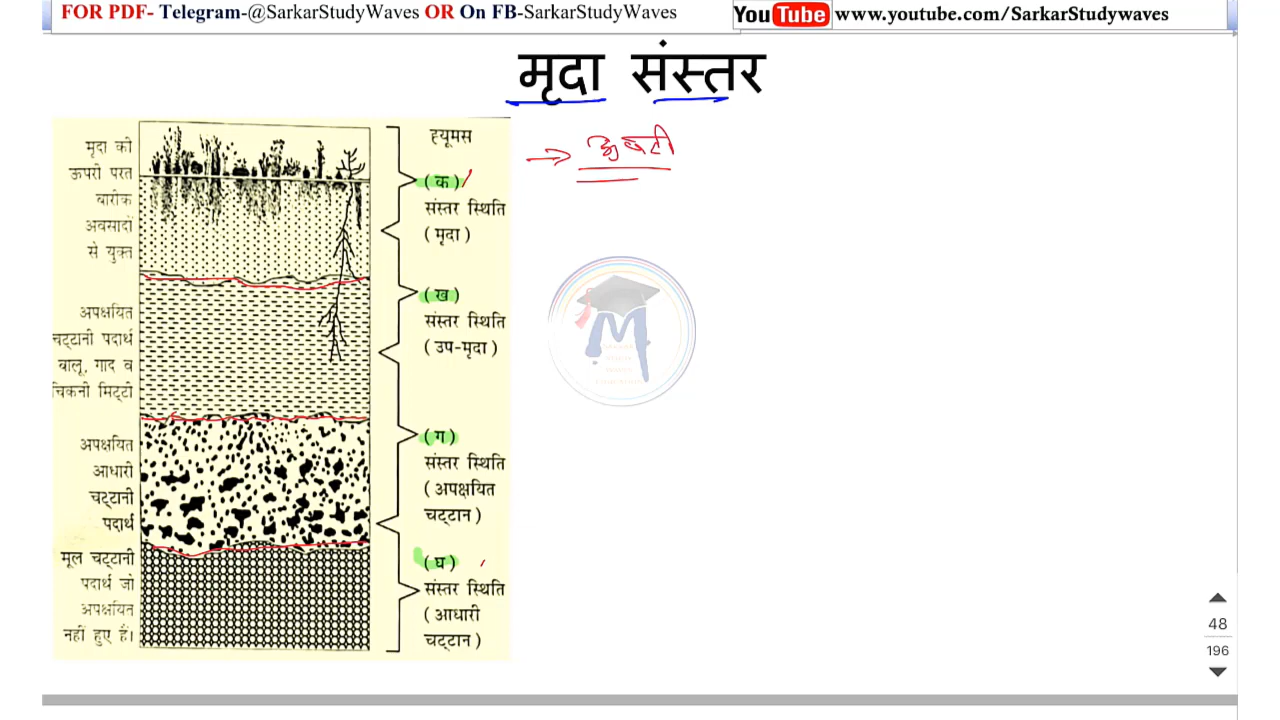 FOR PDF- Telegram-@SarkarStudyWaves OR On FB-SarkarStudyWaves
YouTube www.youtube.com/SarkarStudywaves
मृदा संस्तर
मृदा की
ऊपरी परत
बारीक
अवसादों
से युक्त
अपक्षयित
चट्टानी पदार्थ
बालू, गाद व
चिकनी मिट्टी
अपक्षयित
आधारी
चट्टानी
पदार्थ
मूल चट्टानी
पदार्थ जो
अपक्षयित
नहीं हुए हैं।
ह्यूमस
(क)
संस्तर स्थिति
(मृदा)
(ख)
संस्तर स्थिति
(उप-मृदा)
(ग)
संस्तर स्थिति
(अपक्षयित
चट्टान)
(घ)
संस्तर स्थिति
(आधारी
चट्टान)
M
48
196